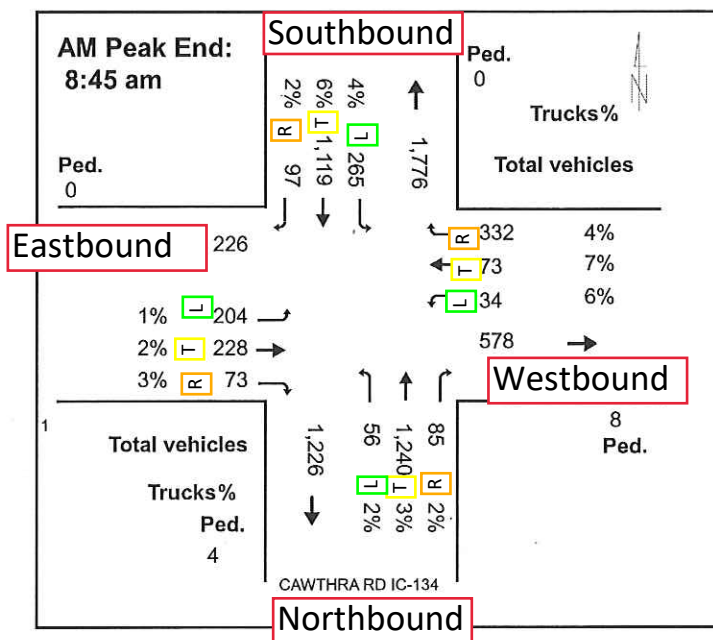 Southbound
AM Peak End:
8:45 am
Ped.
0
N
Trucks%
Total vehicles
2% 6% 4%
R T L
97 1,119 265 1,776
Ped.
0
Eastbound 226
R 332 4%
T 73 7%
L 34 6%
1% L 204
2% T 228
3% R 73
578
Westbound
1
Total vehicles
Trucks%
Ped.
4
1,226 56 1,240 85
L T R
2% 3% 2%
8
Ped.
CAWTHRA RD IC-134
Northbound